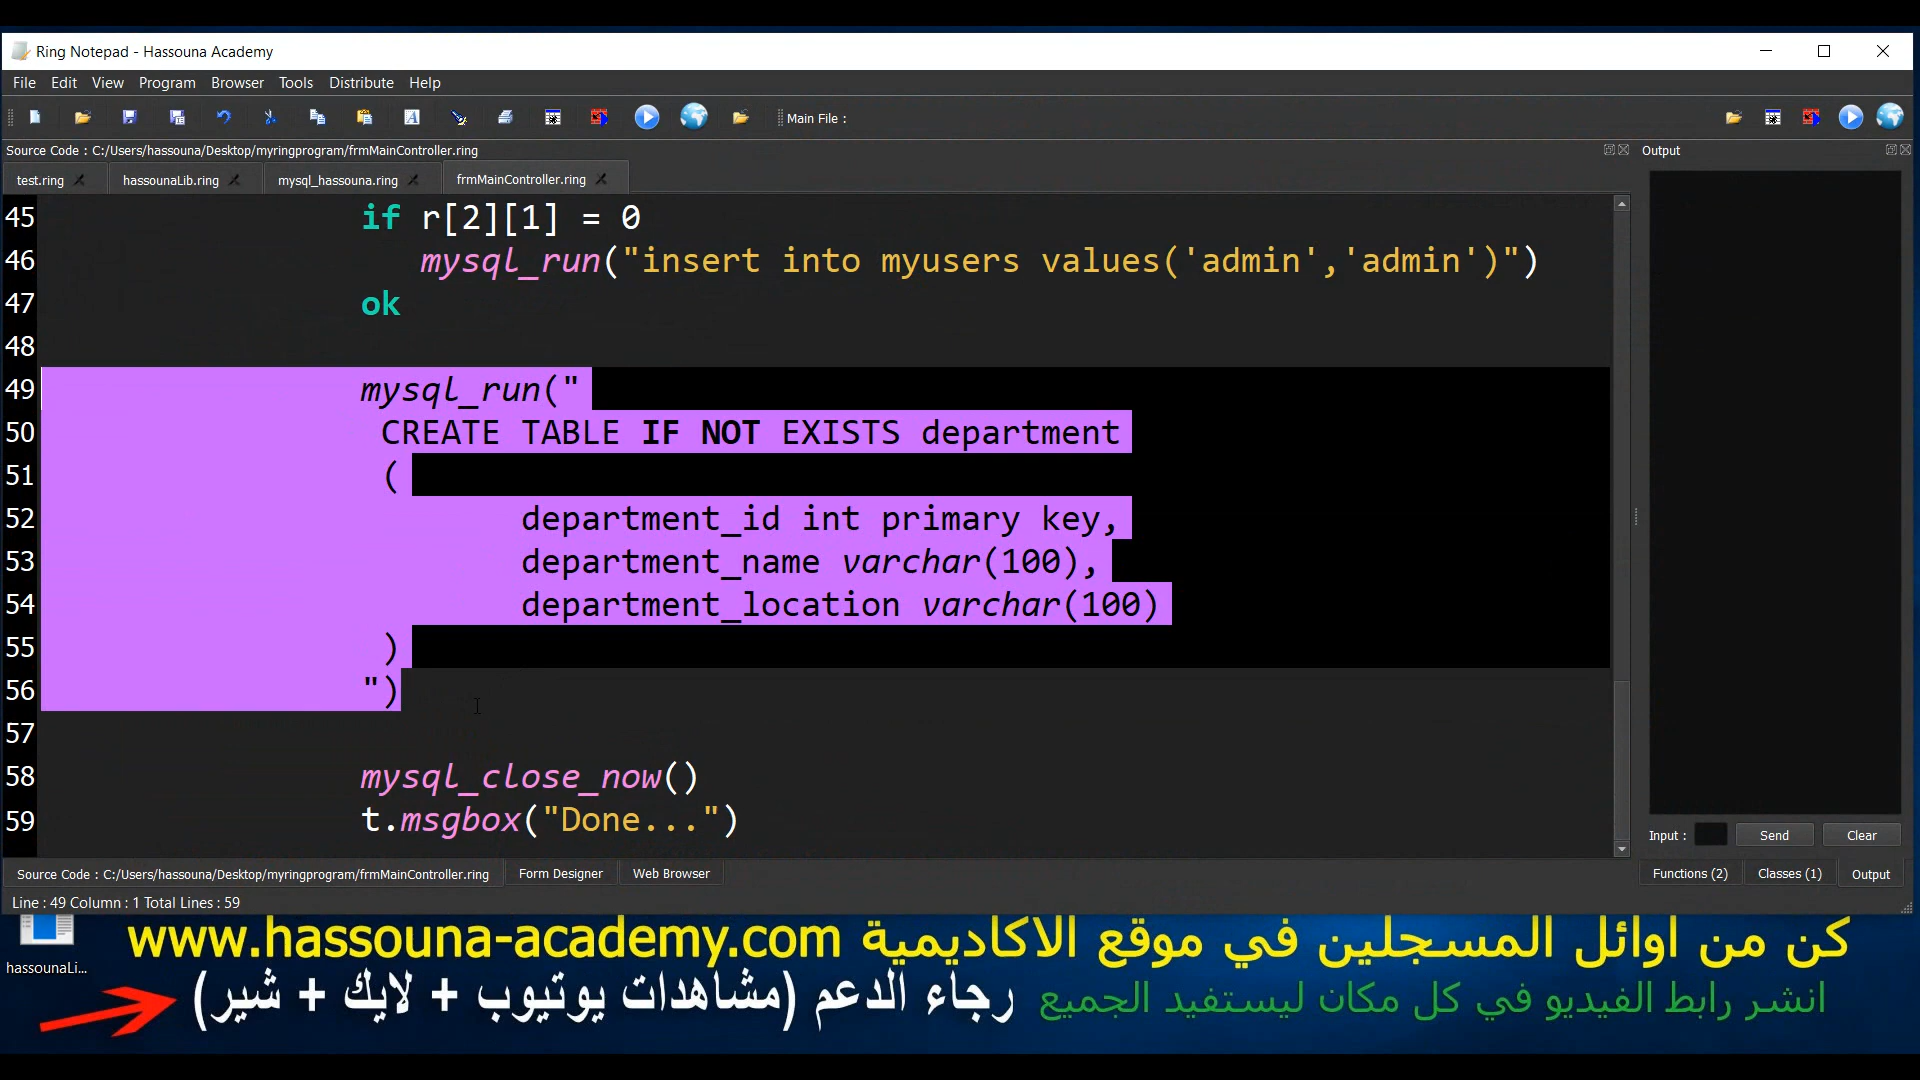 Ring Notepad - Hassouna Academy
File Edit View Program Browser Tools Distribute Help
Main File :
Source Code : C:/Users/hassouna/Desktop/myringprogram/frmMainController.ring
Output
test.ring hassounaLib.ring mysql_hassouna.ring frmMainController.ring
45 if r[2][1] = 0
46 mysql_run("insert into myusers values('admin','admin')")
47 ok
48
49 mysql_run("
50 CREATE TABLE IF NOT EXISTS department
51 (
52 department_id int primary key,
53 department_name varchar(100),
54 department_location varchar(100)
55 )
56 ")
57
58 mysql_close_now()
59 t.msgbox("Done...")
Input : Send Clear
Source Code : C:/Users/hassouna/Desktop/myringprogram/frmMainController.ring Form Designer Web Browser
Functions (2) Classes (1) Output
Line : 49 Column : 1 Total Lines : 59
كن من اوائل المسجلين في موقع الاكاديمية www.hassouna-academy.com
hassounaLi...
انشر رابط الفيديو في كل مكان ليستفيد الجميع رجاء الدعم (مشاهدات يوتيوب + لايك + شير)